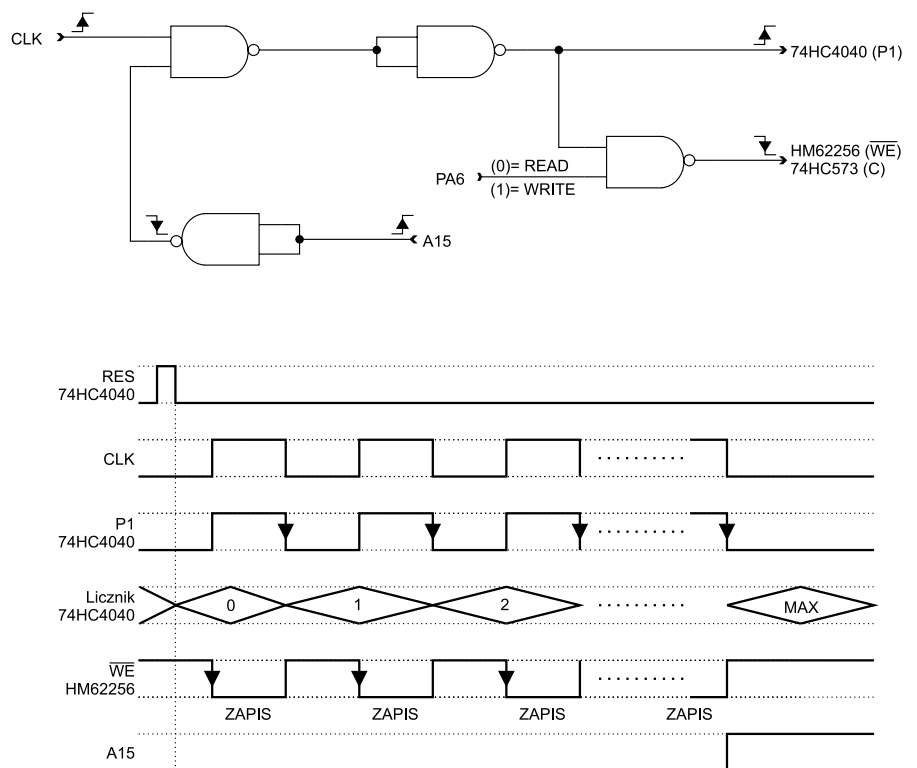 CLK
74HC4040 (P1)
HM62256 (WE)
74HC573 (C)
PA6
(0)= READ
(1)= WRITE
A15
RES
74HC4040
CLK
P1
74HC4040
Licznik
74HC4040
0 1 2 MAX
WE
HM62256
ZAPIS ZAPIS ZAPIS ZAPIS
A15